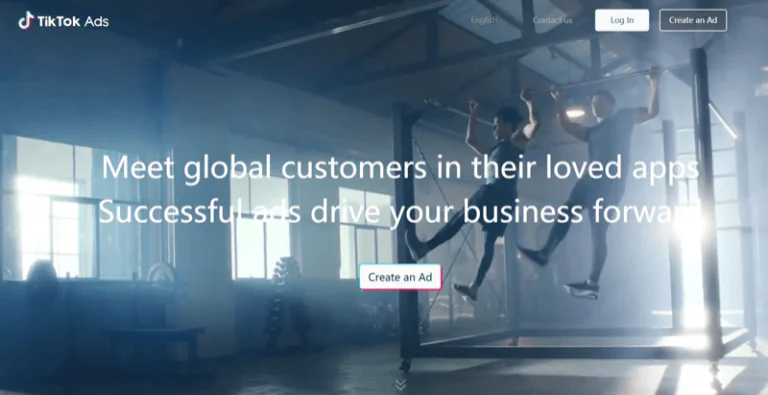 TikTok Ads
English
Contact us
Log In
Create an Ad
Meet global customers in their loved apps
Successful ads drive your business forward
Create an Ad